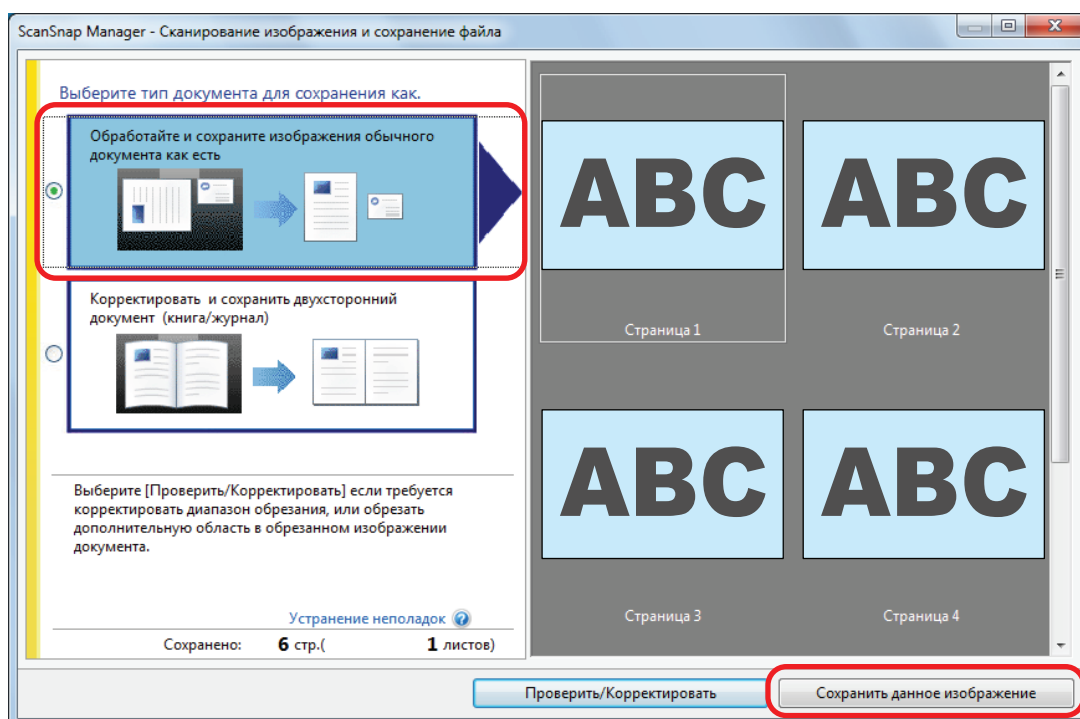 ScanSnap Manager - Сканирование изображения и сохранение файла
Выберите тип документа для сохранения как.
Обработайте и сохраните изображения обычного
документа как есть
Корректировать и сохранить двухсторонний
документ (книга/журнал)
Выберите [Проверить/Корректировать] если требуется
корректировать диапазон обрезания, или обрезать
дополнительную область в обрезанном изображении
документа.
Устранение неполадок
Сохранено: 6 стр.( 1 листов)
ABC
Страница 1
ABC
Страница 2
ABC
Страница 3
ABC
Страница 4
Проверить/Корректировать
Сохранить данное изображение